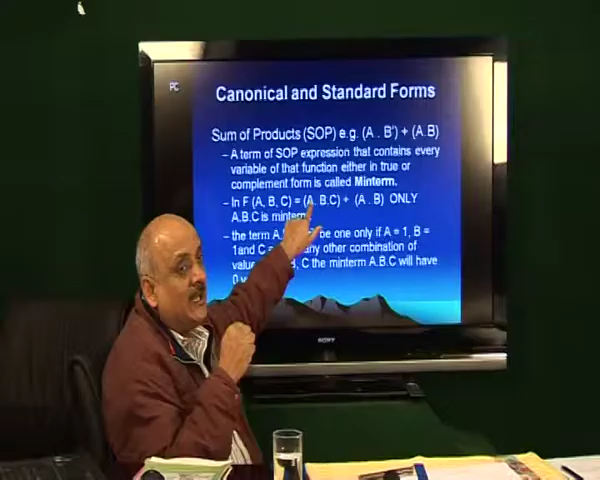 PC
Canonical and Standard Forms
Sum of Products (SOP) e.g. (A . B') + (A.B)
– A term of SOP expression that contains every
variable of that function either in true or
complement form is called Minterm.
– In F (A, B, C) = (A. B.C) + (A . B) ONLY
A.B.C is minterm
– the term A. be one only if A = 1, B =
1and C = any other combination of
B, C the minterm A.B.C will have
0
SONY